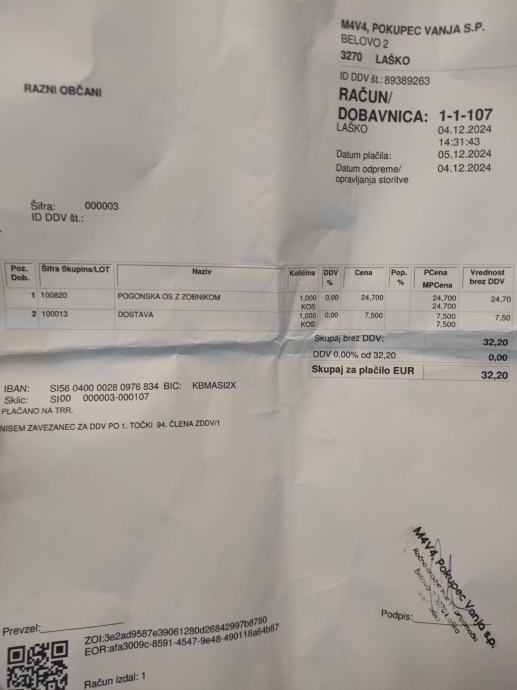 M4V4, POKUPEC VANJA S.P.
BELOVO 2
3270 LAŠKO
ID DDV št.: 89389263
RAZNI OBČANI
RAČUN/
DOBAVNICA: 1-1-107
LAŠKO 04.12.2024
14:31:43
Datum plačila: 05.12.2024
Datum odpreme/ 04.12.2024
opravljanja storitve
Šifra: 000003
ID DDV št.:
Poz. Šifra Skupina/LOT Naziv Količina DDV Cena Pop. PCena Vrednost
Dob. % % MPCena brez DDV
1 100820 POGONSKA OS Z ZOBNIKOM 1,000 0,00 24,700 24,700 24,70
KOS 24,700
2 100013 DOSTAVA 1,000 0,00 7,500 7,500 7,50
KOS 7,500
Skupaj brez DDV: 32,20
DDV 0,00% od 32,20 0,00
Skupaj za plačilo EUR 32,20
IBAN: SI56 0400 0028 0976 834 BIC: KBMASI2X
Sklic: SI00 000003-000107
PLAČANO NA TRR.
NISEM ZAVEZANEC ZA DDV PO 1. TOČKI 94. ČLENA ZDDV/1
M4V4, Pokupec Vanja s.p.
Belovo 2, 3270 Laško
Prevzel:
Podpis:
ZOI:3e2ad9587e39061280d26842997b8780
EOR:afa3009c-8591-4547-9e48-490118a64b87
Račun izdal: 1